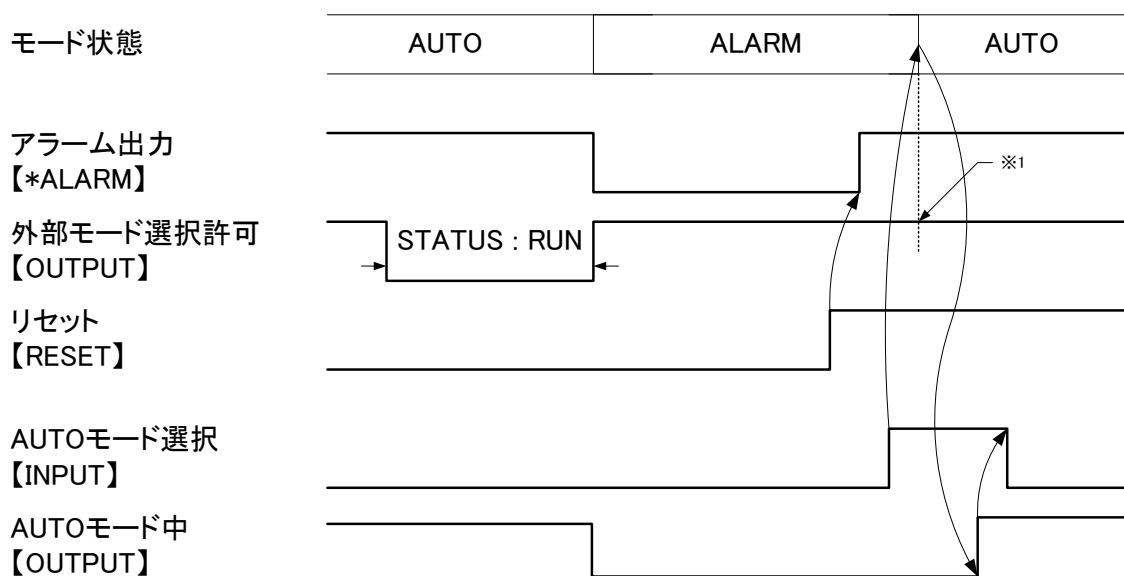 モード状態
AUTO
ALARM
AUTO
アラーム出力
【*ALARM】
※1
外部モード選択許可
【OUTPUT】
STATUS : RUN
リセット
【RESET】
AUTOモード選択
【INPUT】
AUTOモード中
【OUTPUT】